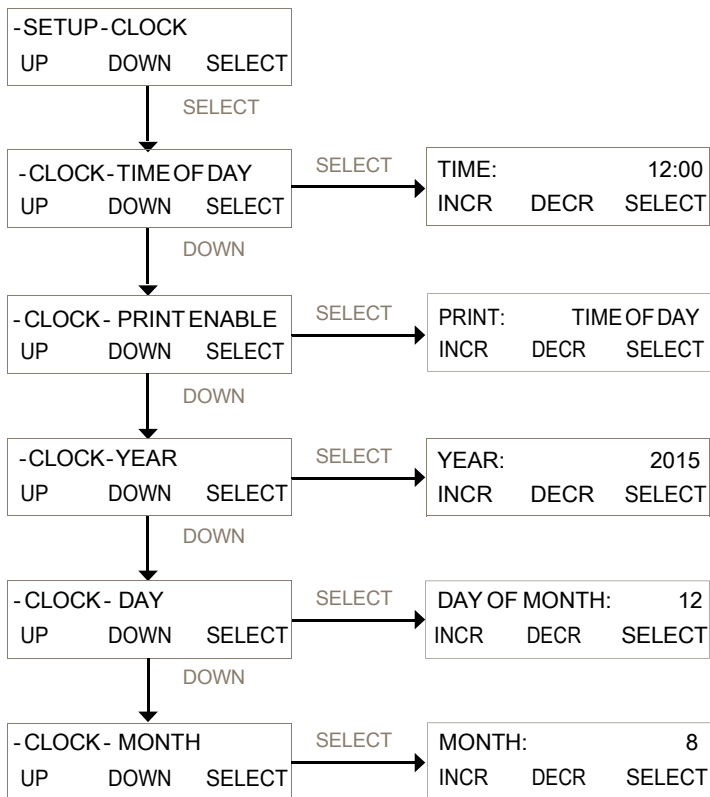 -SETUP-CLOCK
UP DOWN SELECT
SELECT
-CLOCK-TIME OF DAY
UP DOWN SELECT
SELECT
TIME: 12:00
INCR DECR SELECT
DOWN
-CLOCK- PRINT ENABLE
UP DOWN SELECT
SELECT
PRINT: TIME OF DAY
INCR DECR SELECT
DOWN
-CLOCK-YEAR
UP DOWN SELECT
SELECT
YEAR: 2015
INCR DECR SELECT
DOWN
-CLOCK- DAY
UP DOWN SELECT
SELECT
DAY OF MONTH: 12
INCR DECR SELECT
DOWN
-CLOCK- MONTH
UP DOWN SELECT
SELECT
MONTH: 8
INCR DECR SELECT